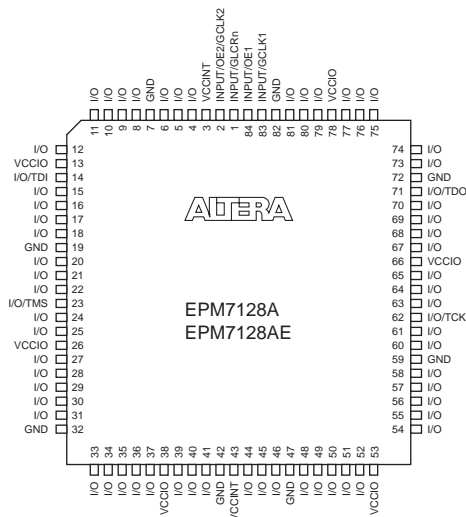 I/O I/O I/O I/O GND I/O I/O I/O VCCINT INPUT/OE2/GCLK2 INPUT/GLCRn INPUT/OE1 INPUT/GCLK1 GND I/O I/O I/O VCCIO I/O I/O I/O
11 10 9 8 7 6 5 4 3 2 1 84 83 82 81 80 79 78 77 76 75
I/O 12
VCCIO 13
I/O/TDI 14
I/O 15
I/O 16
I/O 17
I/O 18
GND 19
I/O 20
I/O 21
I/O 22
I/O/TMS 23
I/O 24
I/O 25
VCCIO 26
I/O 27
I/O 28
I/O 29
I/O 30
I/O 31
GND 32
ALTERA
EPM7128A
EPM7128AE
74 I/O
73 I/O
72 GND
71 I/O/TDO
70 I/O
69 I/O
68 I/O
67 I/O
66 VCCIO
65 I/O
64 I/O
63 I/O
62 I/O/TCK
61 I/O
60 I/O
59 GND
58 I/O
57 I/O
56 I/O
55 I/O
54 I/O
33 34 35 36 37 38 39 40 41 42 43 44 45 46 47 48 49 50 51 52 53
I/O I/O I/O I/O I/O VCCIO I/O I/O I/O GND VCCINT I/O I/O I/O GND I/O I/O I/O I/O I/O VCCIO